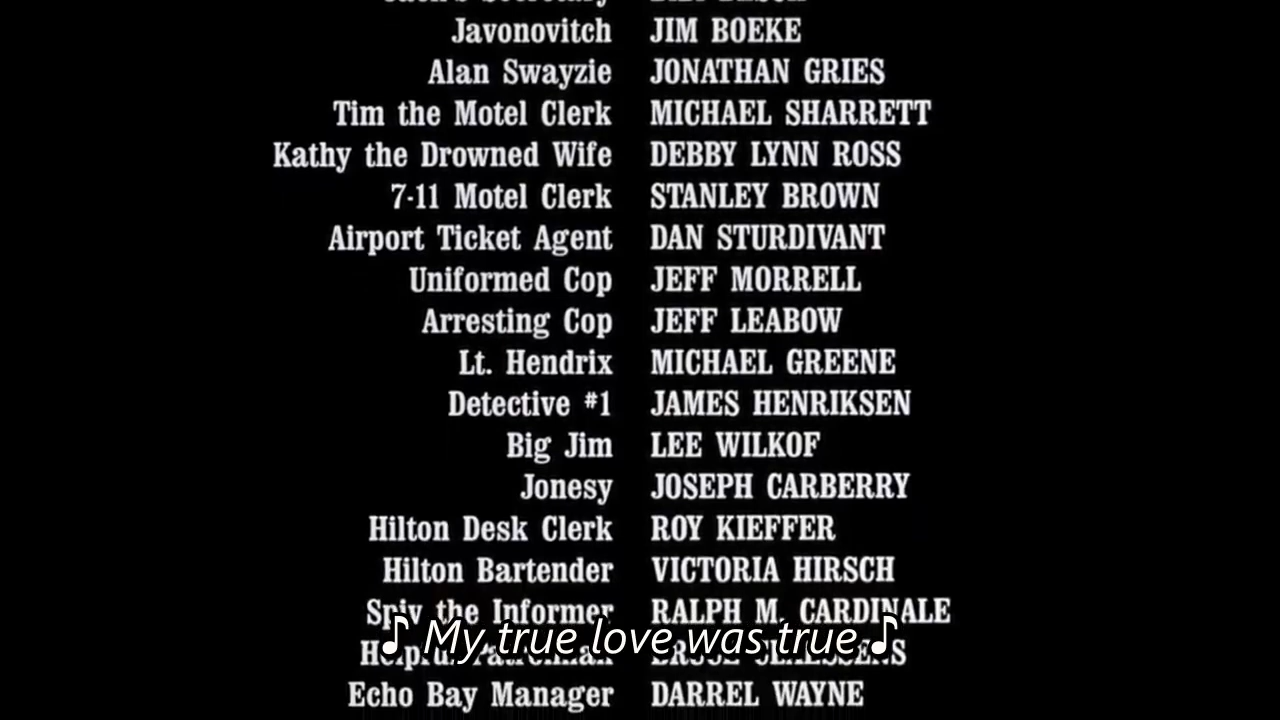 Javonovitch JIM BOEKE
Alan Swayzie JONATHAN GRIES
Tim the Motel Clerk MICHAEL SHARRETT
Kathy the Drowned Wife DEBBY LYNN ROSS
7-11 Motel Clerk STANLEY BROWN
Airport Ticket Agent DAN STURDIVANT
Uniformed Cop JEFF MORRELL
Arresting Cop JEFF LEABOW
Lt. Hendrix MICHAEL GREENE
Detective #1 JAMES HENRIKSEN
Big Jim LEE WILKOF
Jonesy JOSEPH CARBERRY
Hilton Desk Clerk ROY KIEFFER
Hilton Bartender VICTORIA HIRSCH
Spiv the Informer RALPH M. CARDINALE
♪ My true love was true ♪
Echo Bay Manager DARREL WAYNE